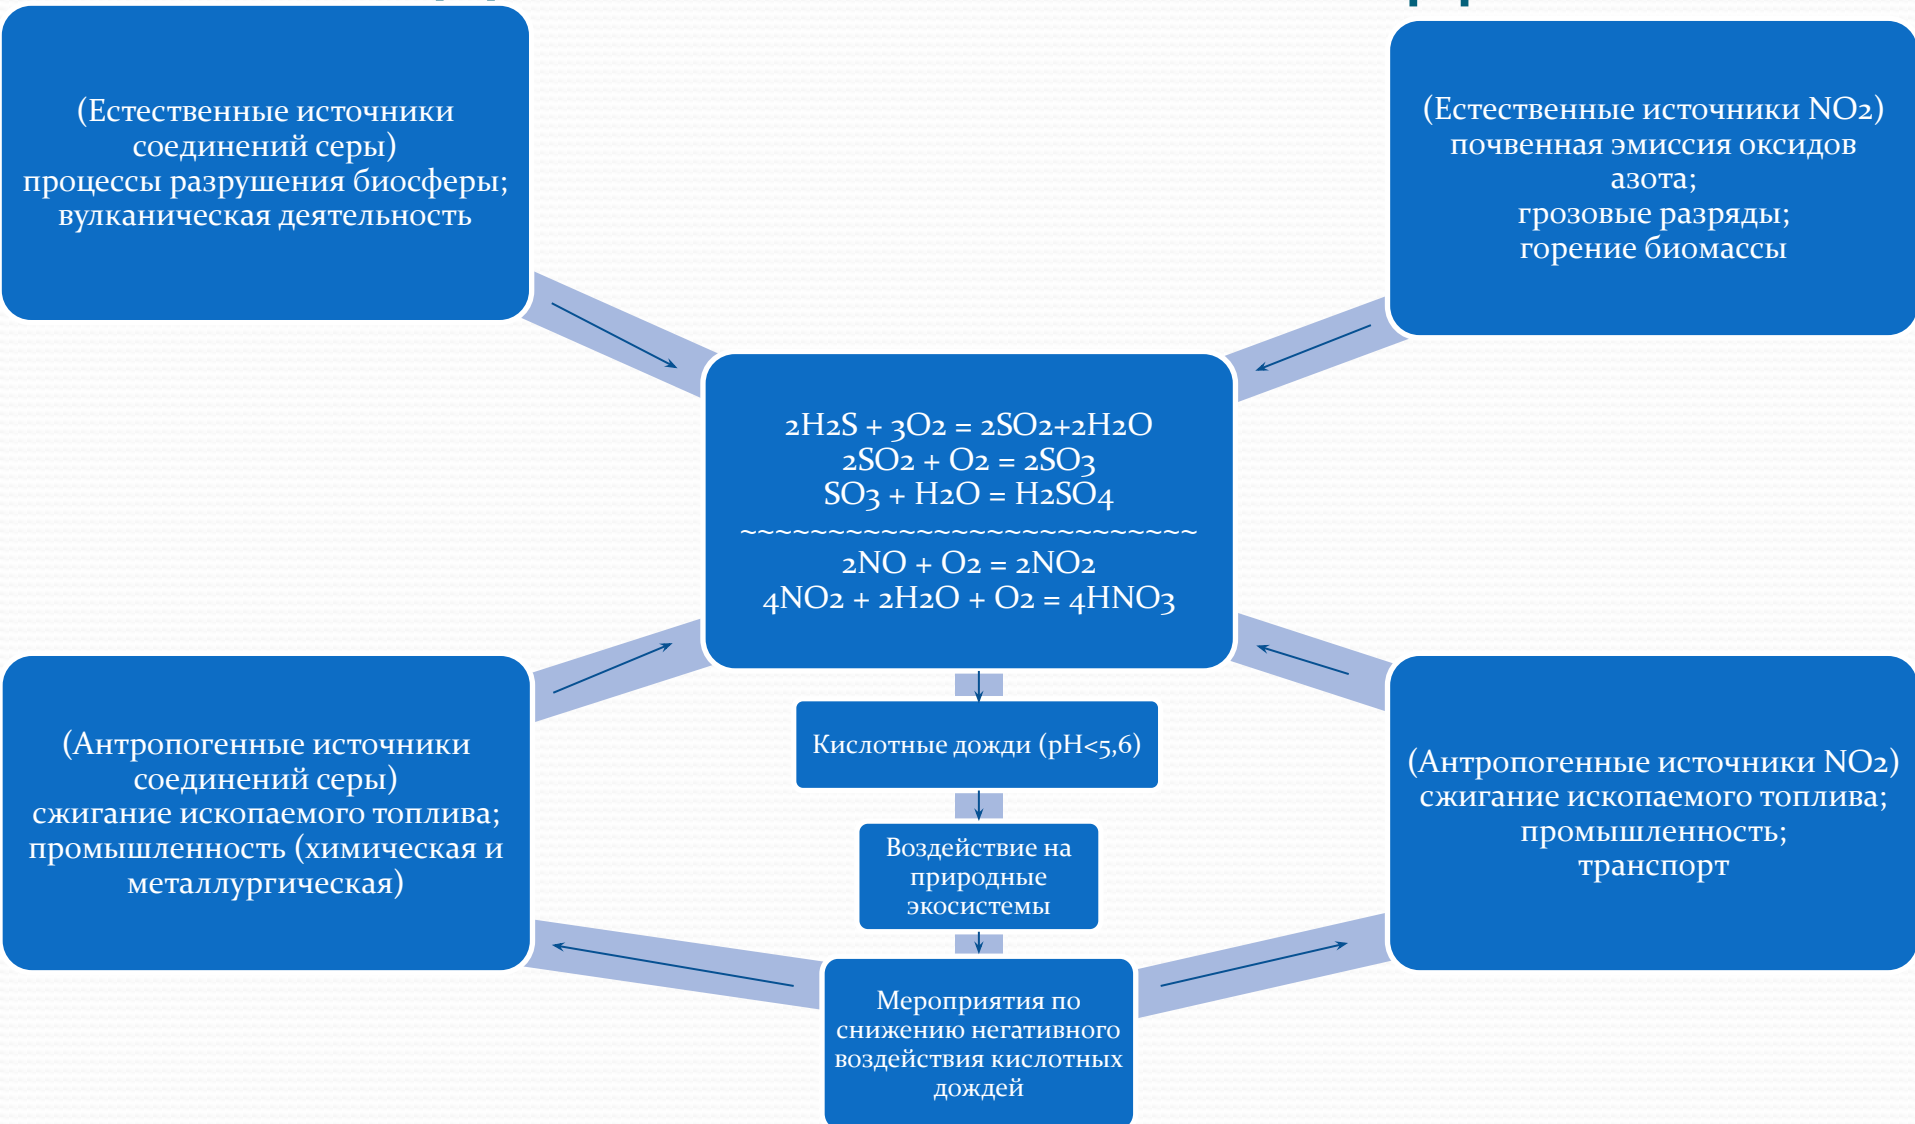 (Естественные источники
соединений серы)
процессы разрушения биосферы;
вулканическая деятельность
(Естественные источники NO2)
почвенная эмиссия оксидов
азота;
грозовые разряды;
горение биомассы
2H2S + 3O2 = 2SO2+2H2O
2SO2 + O2 = 2SO3
SO3 + H2O = H2SO4
~~~~~~~~~~~~~~~~~~~~~~~~~~
2NO + O2 = 2NO2
4NO2 + 2H2O + O2 = 4HNO3
(Антропогенные источники
соединений серы)
сжигание ископаемого топлива;
промышленность (химическая и
металлургическая)
Кислотные дожди (pH<5,6)
Воздействие на
природные
экосистемы
Мероприятия по
снижению негативного
воздействия кислотных
дождей
(Антропогенные источники NO2)
сжигание ископаемого топлива;
промышленность;
транспорт